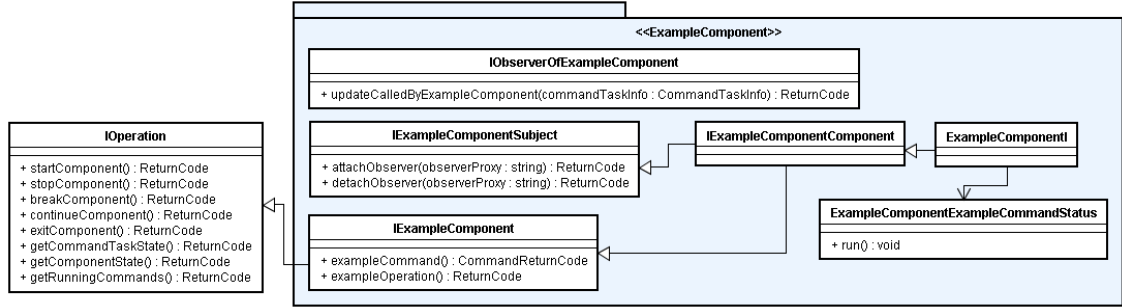 <<ExampleComponent>>
IObserverOfExampleComponent
+ updateCalledByExampleComponent(commandTaskInfo : CommandTaskInfo) : ReturnCode
IOperation
+ startComponent() : ReturnCode
+ stopComponent() : ReturnCode
+ breakComponent() : ReturnCode
+ continueComponent() : ReturnCode
+ exitComponent() : ReturnCode
+ getCommandTaskState() : ReturnCode
+ getComponentState() : ReturnCode
+ getRunningCommands() : ReturnCode
IExampleComponentSubject
+ attachObserver(observerProxy : string) : ReturnCode
+ detachObserver(observerProxy : string) : ReturnCode
IExampleComponentComponent
ExampleComponentI
ExampleComponentExampleCommandStatus
+ run() : void
IExampleComponent
+ exampleCommand() : CommandReturnCode
+ exampleOperation() : ReturnCode